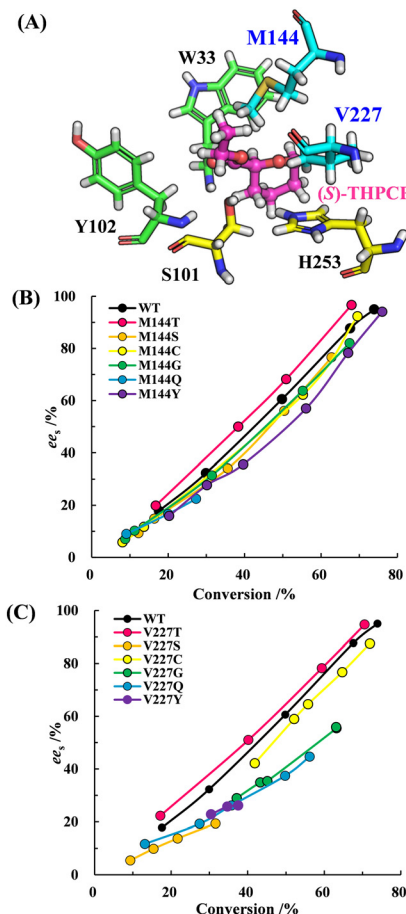 (A)
M144
W33
V227
(S)-THPCE
Y102
S101
H253
(B)
100
80
60
40
20
0
ee_s /%
WT
M144T
M144S
M144C
M144G
M144Q
M144Y
0 20 40 60 80
Conversion /%
(C)
100
80
60
40
20
0
ee_s /%
WT
V227T
V227S
V227C
V227G
V227Q
V227Y
0 20 40 60 80
Conversion /%